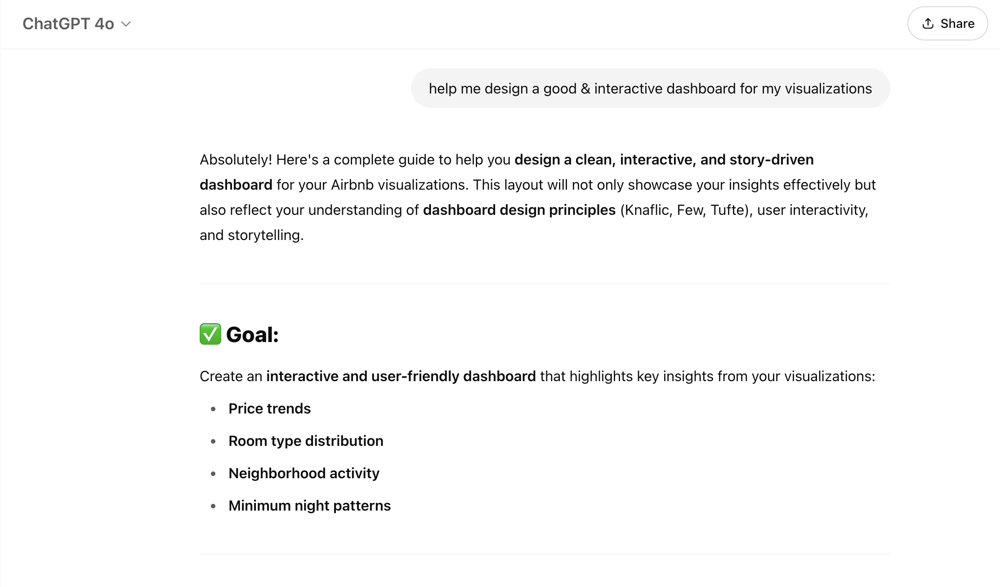 ChatGPT 4o
Share
help me design a good & interactive dashboard for my visualizations
Absolutely! Here's a complete guide to help you design a clean, interactive, and story-driven
dashboard for your Airbnb visualizations. This layout will not only showcase your insights effectively but
also reflect your understanding of dashboard design principles (Knaflic, Few, Tufte), user interactivity,
and storytelling.
✅ Goal:
Create an interactive and user-friendly dashboard that highlights key insights from your visualizations:
• Price trends
• Room type distribution
• Neighborhood activity
• Minimum night patterns